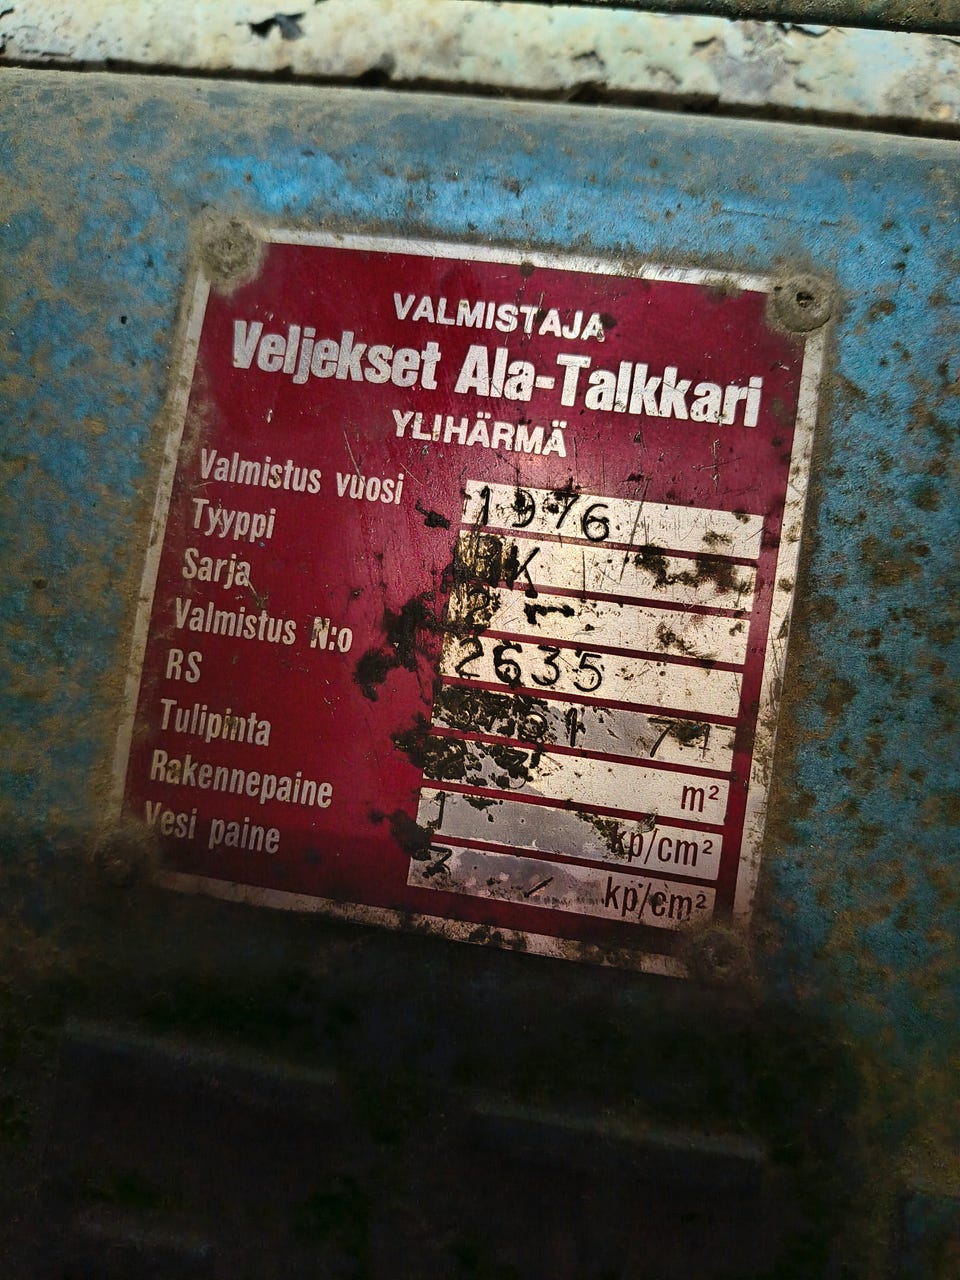 VALMISTAJA
Veljekset Ala-Talkkari
YLIHÄRMÄ
Valmistus vuosi 1976
Tyyppi
Sarja
Valmistus N:o 2635
RS
Tulipinta m²
Rakennepaine kp/cm²
Vesi paine 3 kp/cm²